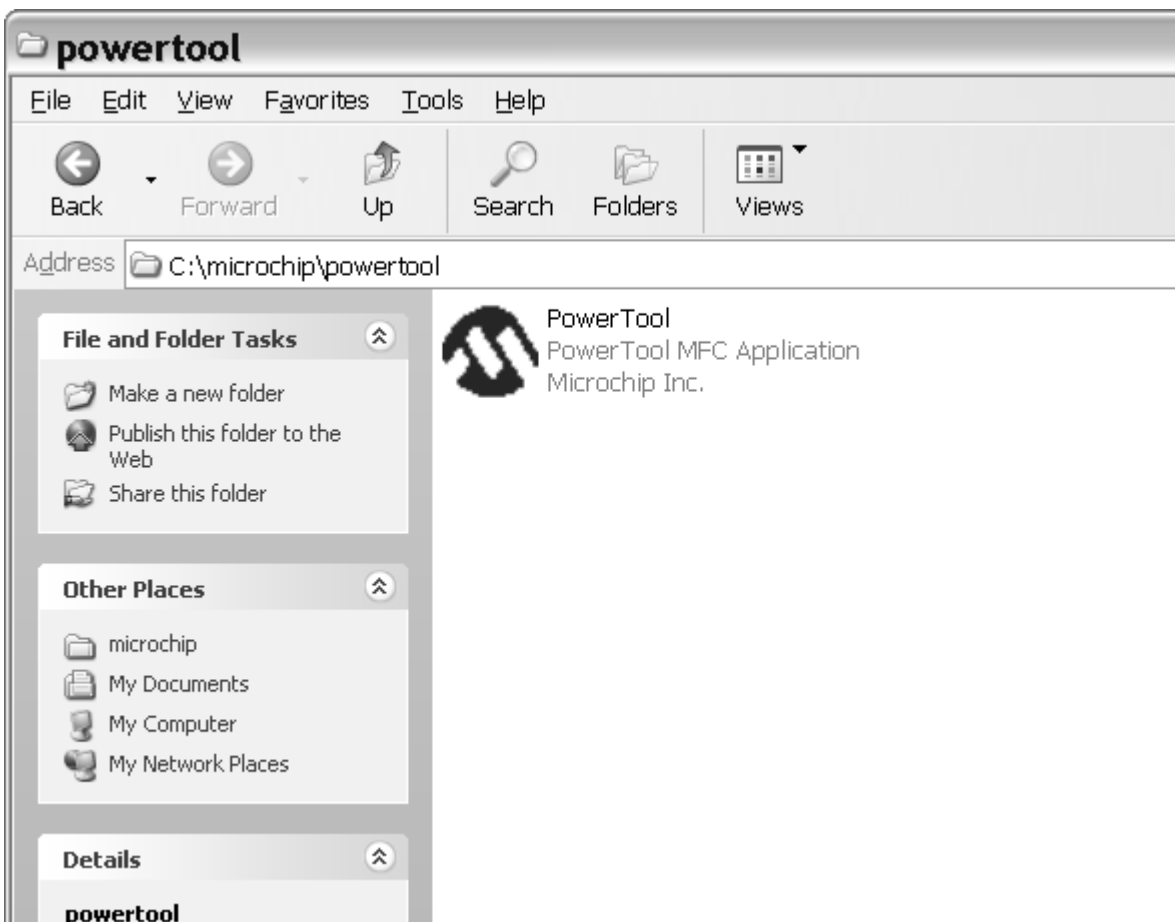 powertool
File Edit View Favorites Tools Help
Back Forward Up Search Folders Views
Address C:\microchip\powertool
File and Folder Tasks
Make a new folder
Publish this folder to the
Web
Share this folder
Other Places
microchip
My Documents
My Computer
My Network Places
Details
powertool
PowerTool
PowerTool MFC Application
Microchip Inc.